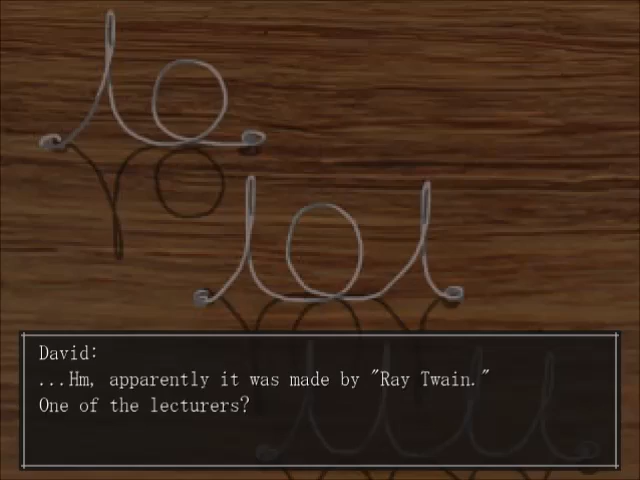 David:
...Hm, apparently it was made by "Ray Twain."
One of the lecturers?